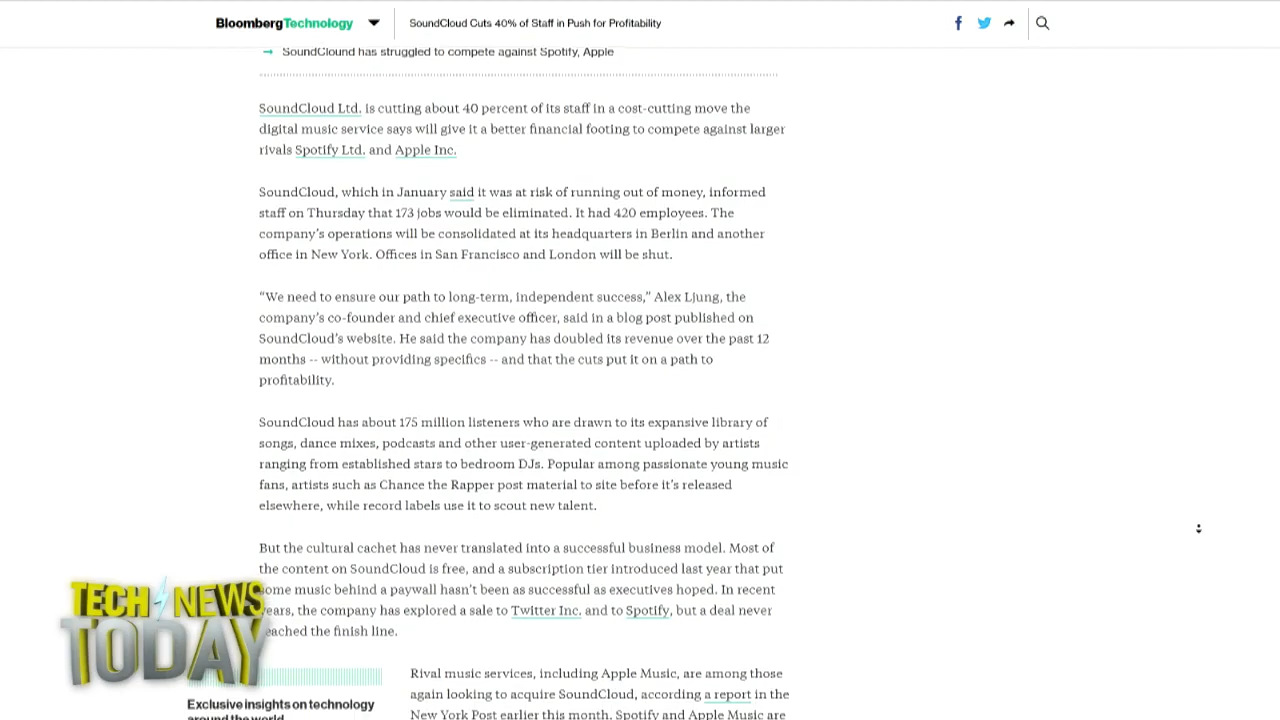 BloombergTechnology
SoundCloud Cuts 40% of Staff in Push for Profitability
SoundClound has struggled to compete against Spotify, Apple
SoundCloud Ltd. is cutting about 40 percent of its staff in a cost-cutting move the
digital music service says will give it a better financial footing to compete against larger
rivals Spotify Ltd. and Apple Inc.
SoundCloud, which in January said it was at risk of running out of money, informed
staff on Thursday that 173 jobs would be eliminated. It had 420 employees. The
company's operations will be consolidated at its headquarters in Berlin and another
office in New York. Offices in San Francisco and London will be shut.
“We need to ensure our path to long-term, independent success,” Alex Ljung, the
company's co-founder and chief executive officer, said in a blog post published on
SoundCloud's website. He said the company has doubled its revenue over the past 12
months -- without providing specifics -- and that the cuts put it on a path to
profitability.
SoundCloud has about 175 million listeners who are drawn to its expansive library of
songs, dance mixes, podcasts and other user-generated content uploaded by artists
ranging from established stars to bedroom DJs. Popular among passionate young music
fans, artists such as Chance the Rapper post material to site before it's released
elsewhere, while record labels use it to scout new talent.
But the cultural cachet has never translated into a successful business model. Most of
the content on SoundCloud is free, and a subscription tier introduced last year that put
ome music behind a paywall hasn't been as successful as executives hoped. In recent
ears, the company has explored a sale to Twitter Inc. and to Spotify, but a deal never
eached the finish line.
TECH NEWS
TODAY
Rival music services, including Apple Music, are among those
again looking to acquire SoundCloud, according a report in the
New York Post earlier this month. Spotify and Apple Music are
Exclusive insights on technology
around the world